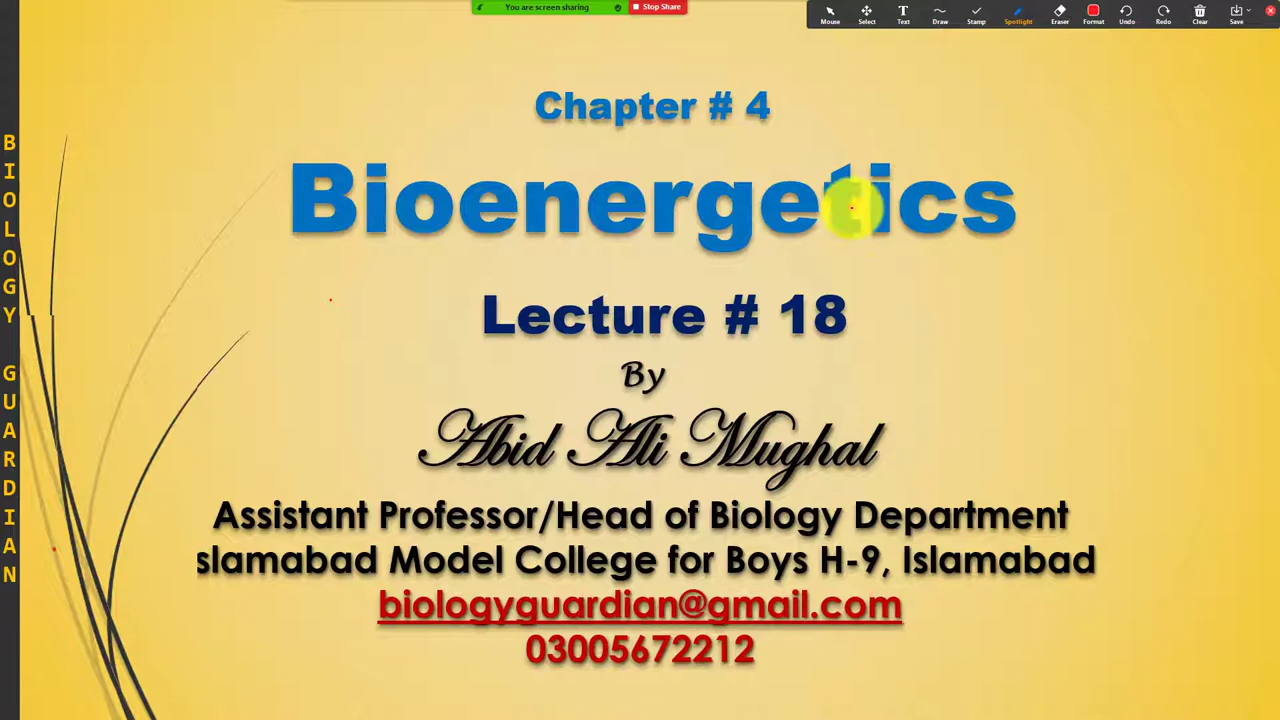 You are screen sharing
Stop Share
Mouse
Select
Text
Draw
Stamp
Spotlight
Eraser
Format
Undo
Redo
Clear
Save
Chapter # 4
Bioenergetics
Lecture # 18
By
Abid Ali Mughal
Assistant Professor/Head of Biology Department
slamabad Model College for Boys H-9, Islamabad
biologyguardian@gmail.com
03005672212
BIOLOGY GUARDIAN